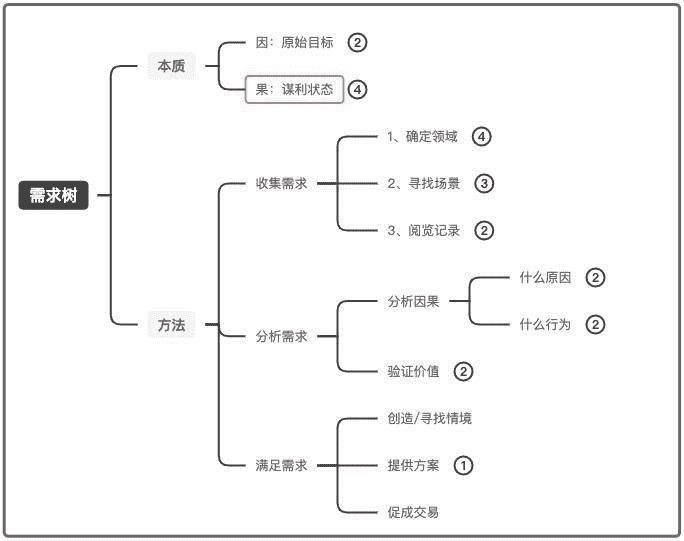 因：原始目标 ②
本质
果：谋利状态 ④
1、确定领域 ④
收集需求
2、寻找场景 ③
需求树
3、阅览记录 ②
什么原因 ②
分析因果
方法
什么行为 ②
分析需求
验证价值 ②
创造/寻找情境
满足需求
提供方案 ①
促成交易